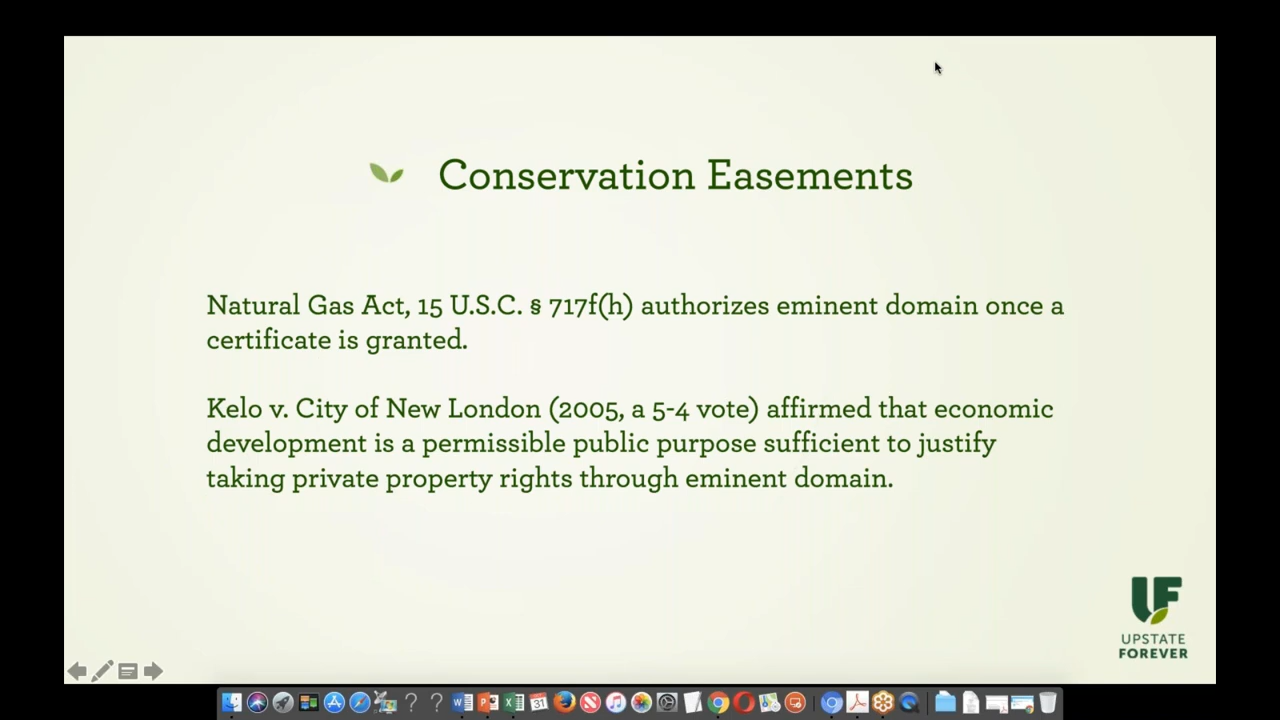 Conservation Easements
Natural Gas Act, 15 U.S.C. § 717f(h) authorizes eminent domain once a
certificate is granted.
Kelo v. City of New London (2005, a 5-4 vote) affirmed that economic
development is a permissible public purpose sufficient to justify
taking private property rights through eminent domain.
UF
UPSTATE
FOREVER
? ? 31